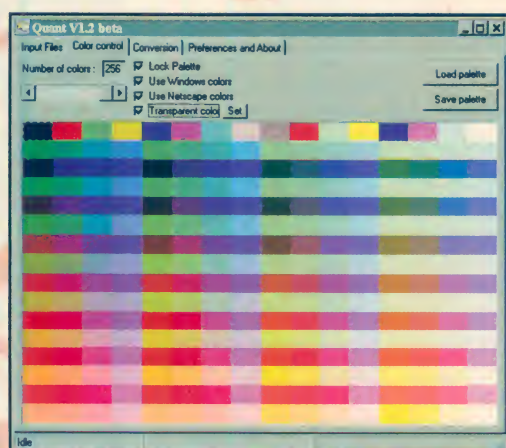 Quant V1.2 beta
Input Files Color control Conversion Preferences and About
Number of colors : 256
Lock Palette
Use Windows colors
Use Netscape colors
Transparent color Set
Load palette
Save palette
Idle